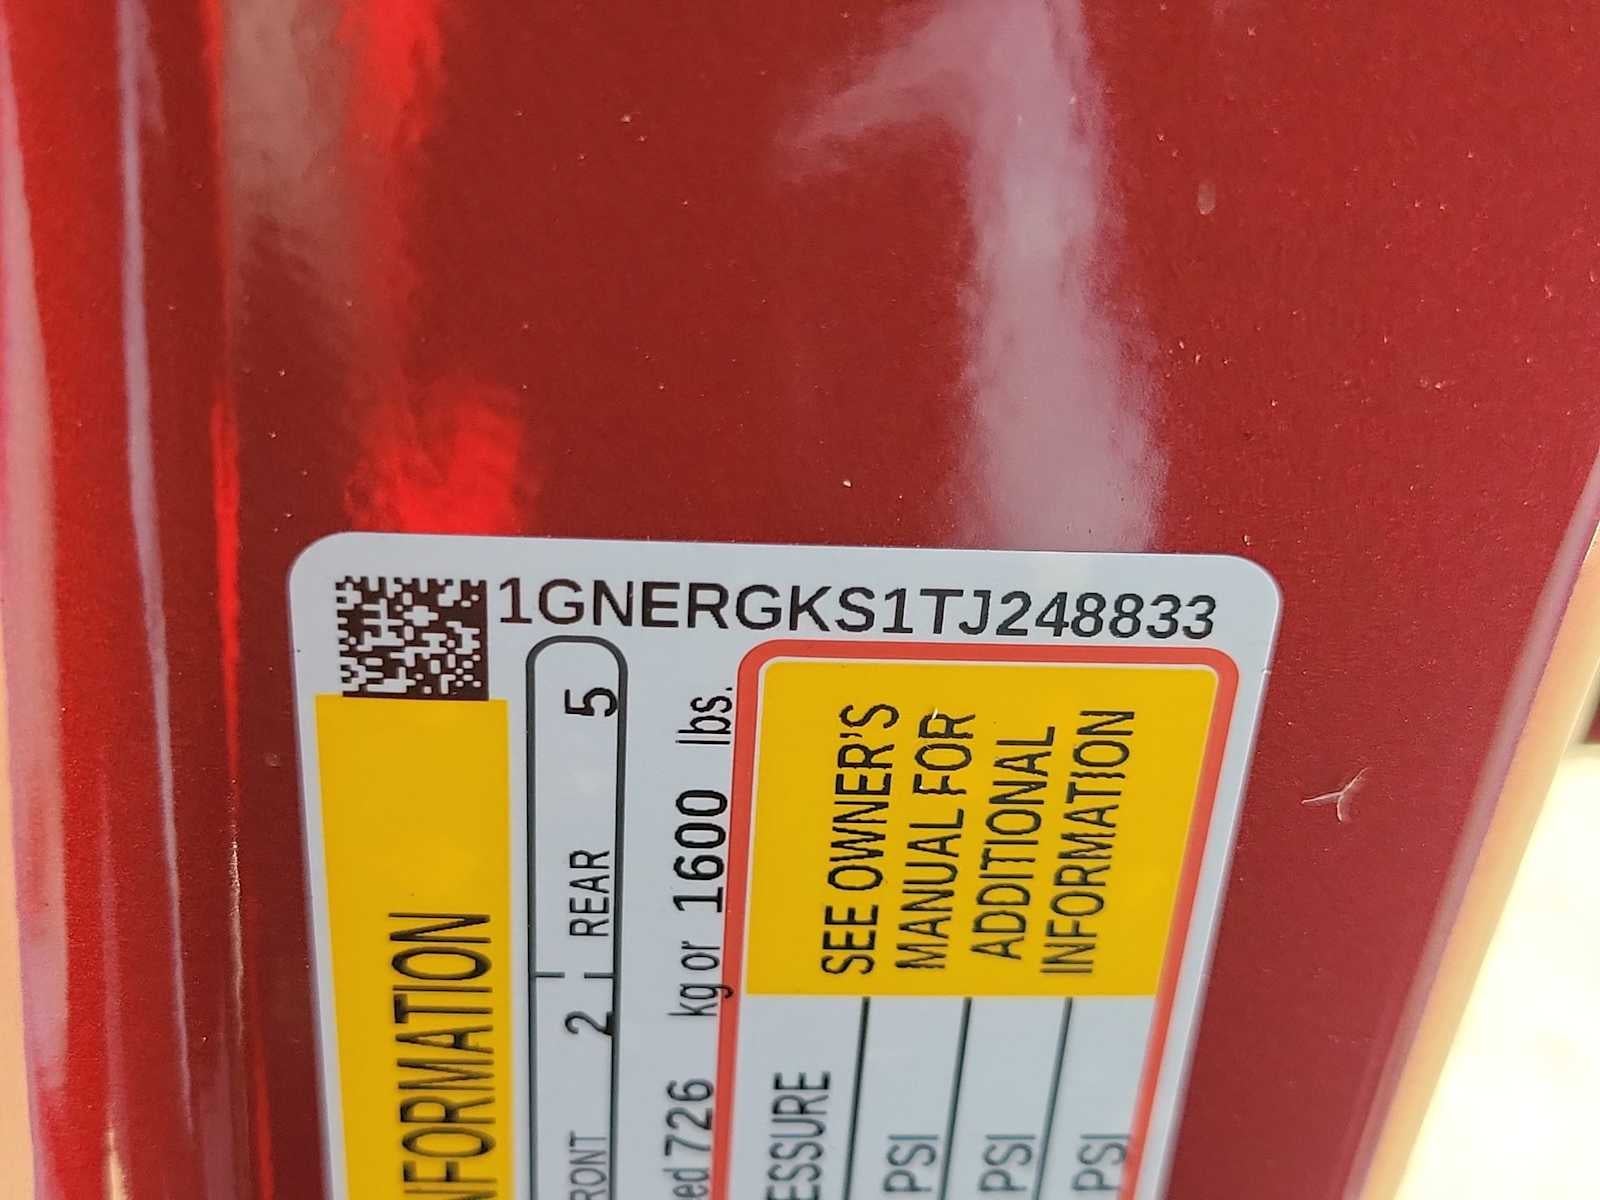 1GNERGKS1TJ248833
NFORMATION
RONT 2 REAR 5
ed 726 kg or 1600 lbs.
ESSURE
SEE OWNER'S
MANUAL FOR
ADDITIONAL
INFORMATION
PSI
PSI
PSI